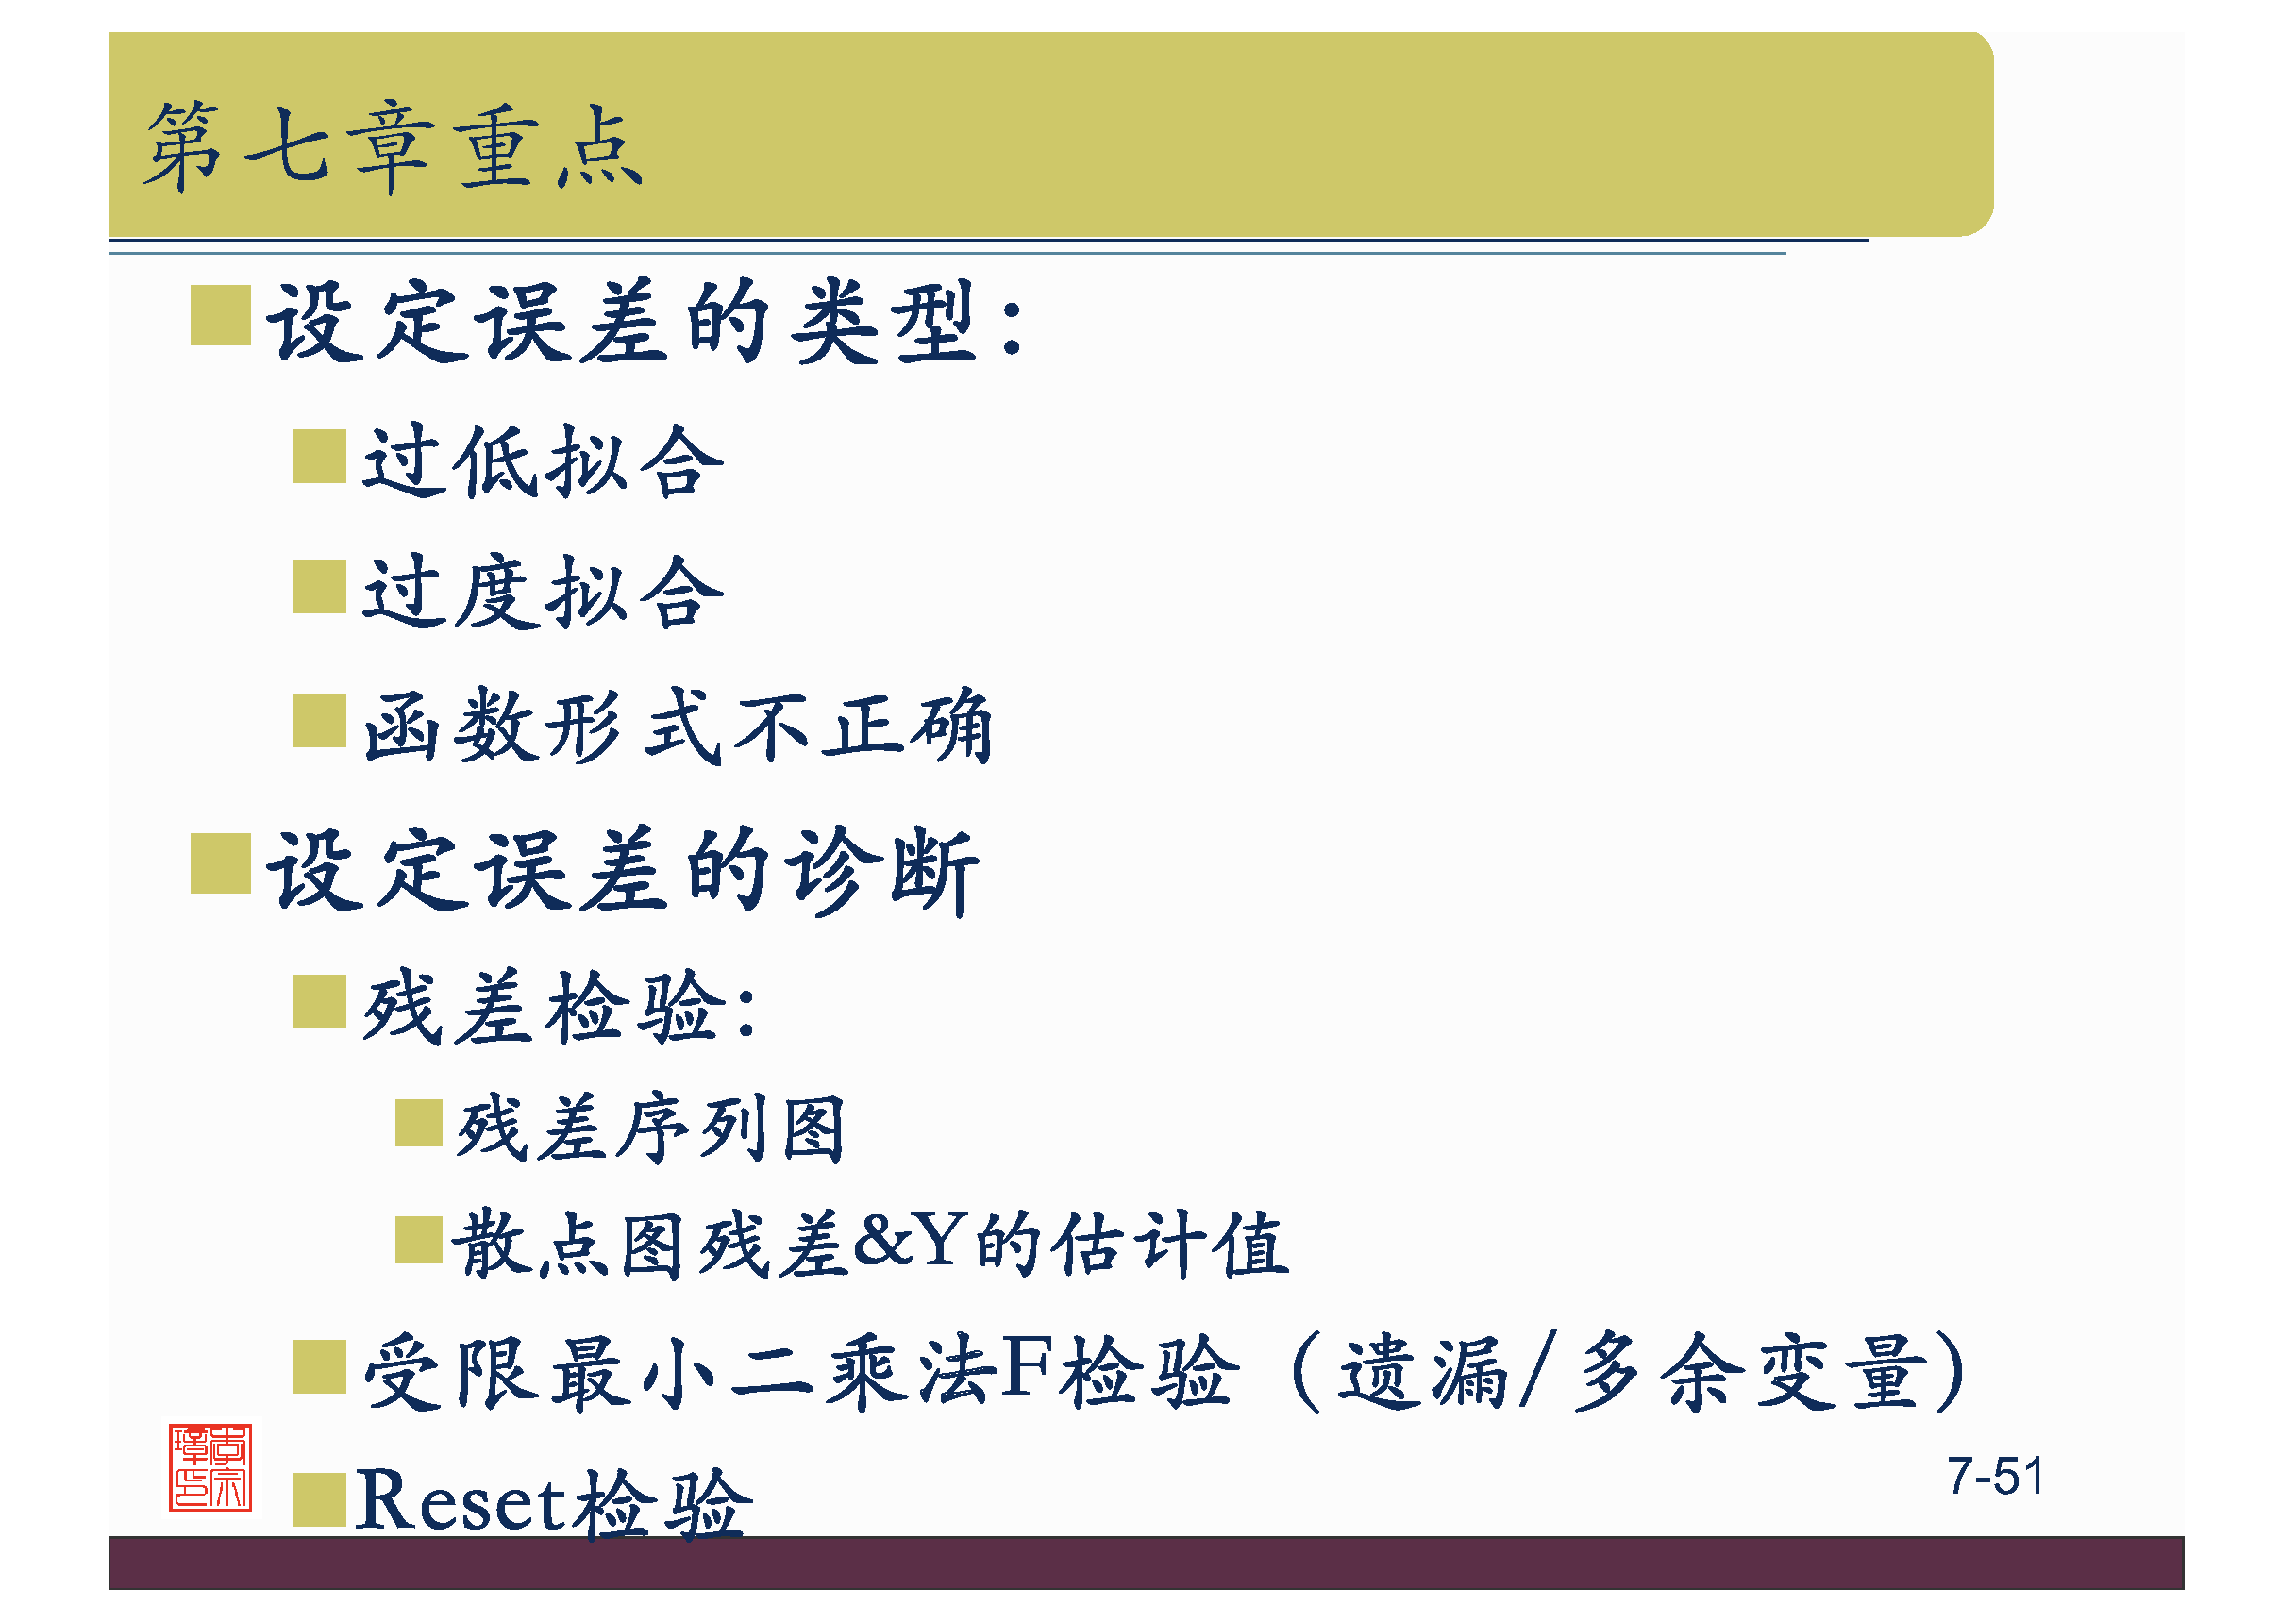 第七章重点
设定误差的类型：
过低拟合
过度拟合
函数形式不正确
设定误差的诊断
残差检验：
残差序列图
散点图残差&Y的估计值
受限最小二乘法F检验（遗漏/多余变量）
Reset检验
7-51